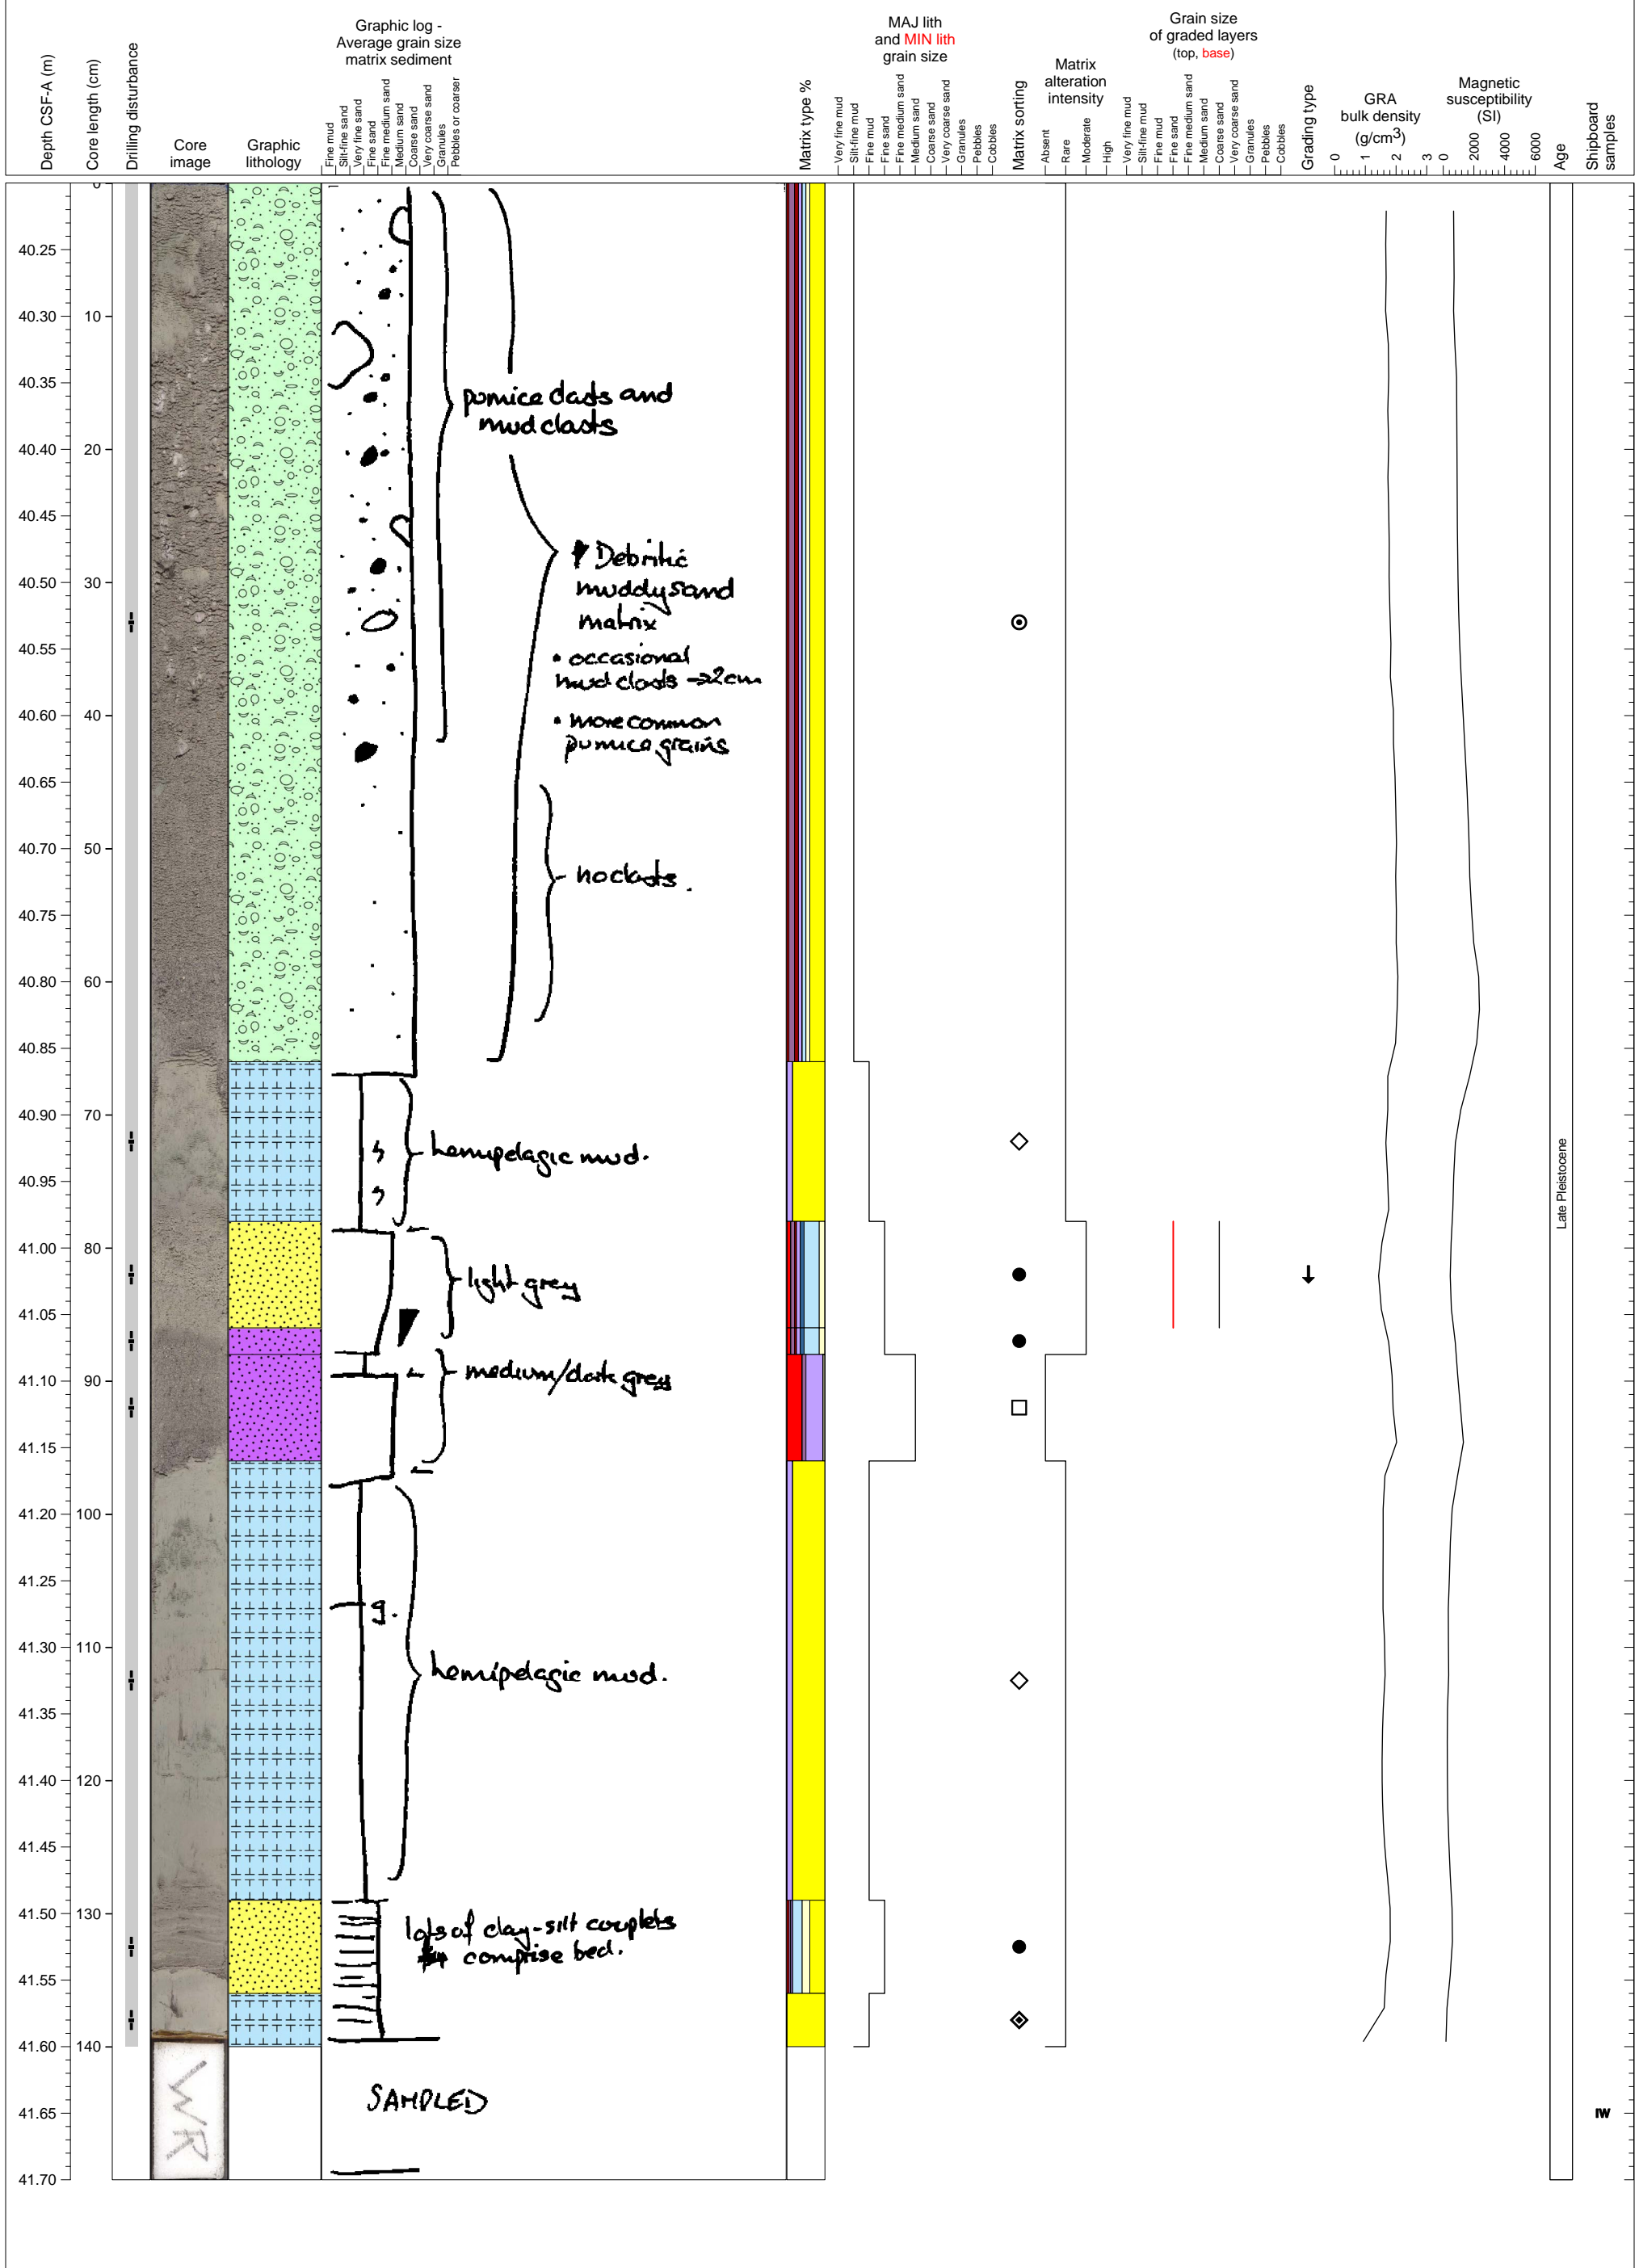 Depth CSF-A (m)
Core length (cm)
Drilling disturbance
Core
image
Graphic
lithology
Graphic log -
Average grain size
matrix sediment
Fine mud
Silt-fine sand
Very fine sand
Fine sand
Fine medium sand
Medium sand
Coarse sand
Very coarse sand
Granules
Pebbles or coarser
Matrix type %
MAJ lith
and MIN lith
grain size
Very fine mud
Silt-fine mud
Fine mud
Fine sand
Fine medium sand
Medium sand
Coarse sand
Very coarse sand
Granules
Pebbles
Cobbles
Matrix sorting
Matrix
alteration
intensity
Absent
Rare
Moderate
High
Grain size
of graded layers
(top, base)
Very fine mud
Silt-fine mud
Fine mud
Fine sand
Fine medium sand
Medium sand
Coarse sand
Very coarse sand
Granules
Pebbles
Cobbles
Grading type
GRA
bulk density
(g/cm3)
0 1 2 3
Magnetic
susceptibility
(SI)
0 2000 4000 6000
Age
Shipboard
samples
0
40.25
40.30 10
40.35
pumice clasts and
mud clasts
40.40 20
40.45
40.50 30
Debritic
muddy sand
matrix
40.55
• occasional
mud clasts →2cm
40.60 40
• more common
pumice grains
40.65
40.70 50
no clasts.
40.75
40.80 60
40.85
40.90 70
hemipelagic mud.
40.95
Late Pleistocene
41.00 80
light grey
41.05
41.10 90
medium/dark grey
41.15
41.20 100
41.25
41.30 110
hemipelagic mud.
41.35
41.40 120
41.45
41.50 130
lots of clay-silt couplets
comprise bed.
41.55
41.60 140
SAMPLED
WR
41.65
IW
41.70